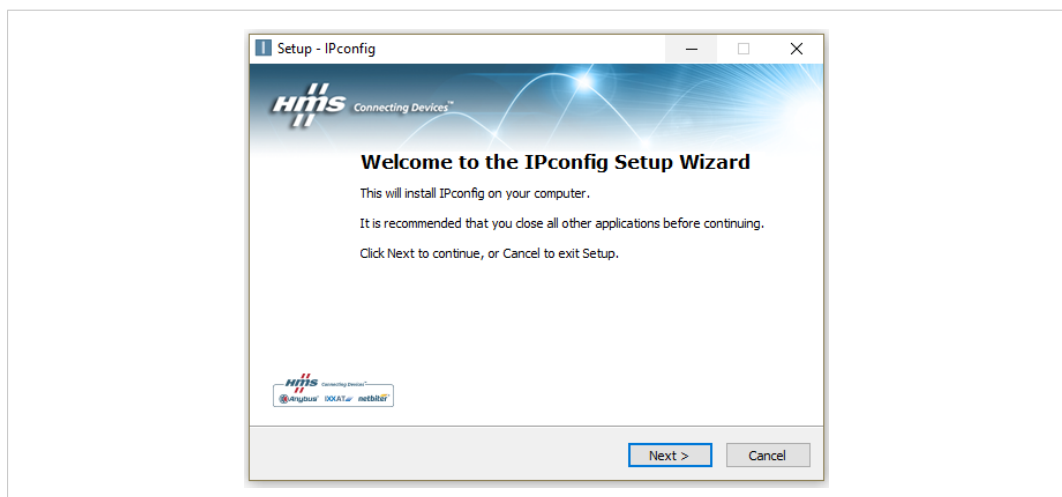 Setup - IPconfig
HMS Connecting Devices™
Welcome to the IPconfig Setup Wizard
This will install IPconfig on your computer.
It is recommended that you close all other applications before continuing.
Click Next to continue, or Cancel to exit Setup.
HMS Connecting Devices™
Anybus® IXXAT® netbiter®
Next >
Cancel